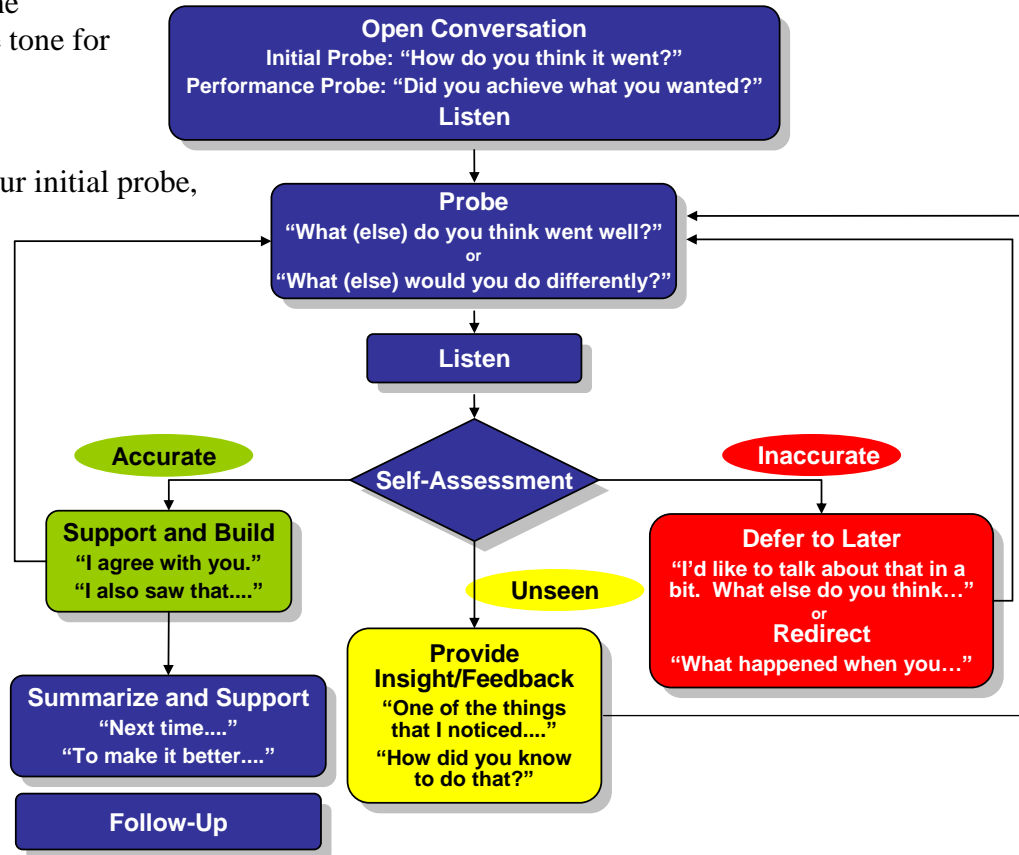 ne
tone for
Open Conversation
Initial Probe: “How do you think it went?”
Performance Probe: “Did you achieve what you wanted?”
Listen
ur initial probe,
Probe
“What (else) do you think went well?”
or
“What (else) would you do differently?”
Listen
Self-Assessment
Accurate
Inaccurate
Unseen
Support and Build
“I agree with you.”
“I also saw that....”
Defer to Later
“I’d like to talk about that in a
bit.  What else do you think…”
or
Redirect
“What happened when you…”
Provide
Insight/Feedback
“One of the things
that I noticed....”
“How did you know
to do that?”
Summarize and Support
“Next time....”
“To make it better....”
Follow-Up